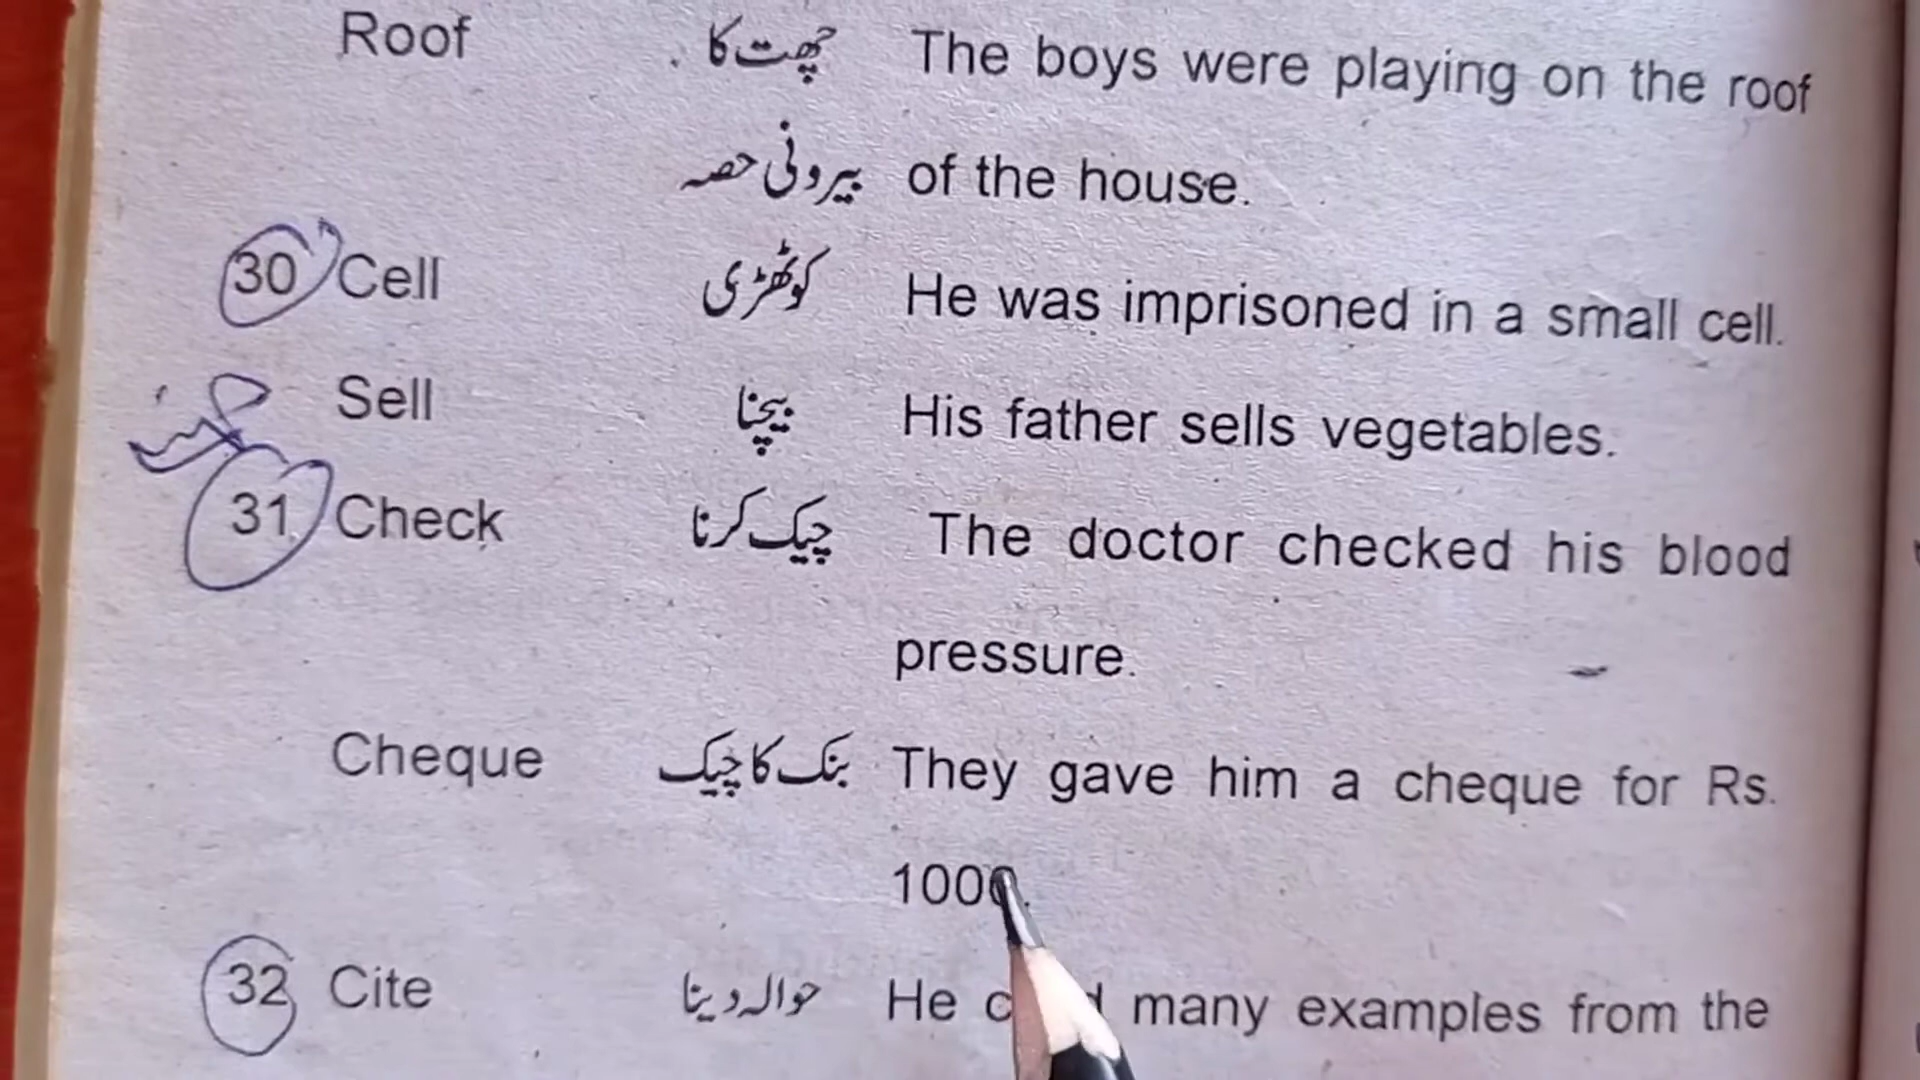 Roof چھت کا The boys were playing on the roof
بیرونی حصہ of the house.
30 Cell کوٹھڑی He was imprisoned in a small cell.
Sell بیچنا His father sells vegetables.
31. Check چیک کرنا The doctor checked his blood
pressure.
Cheque بنک کا چیک They gave him a cheque for Rs.
1000.
32 Cite حوالہ دینا He many examples from the